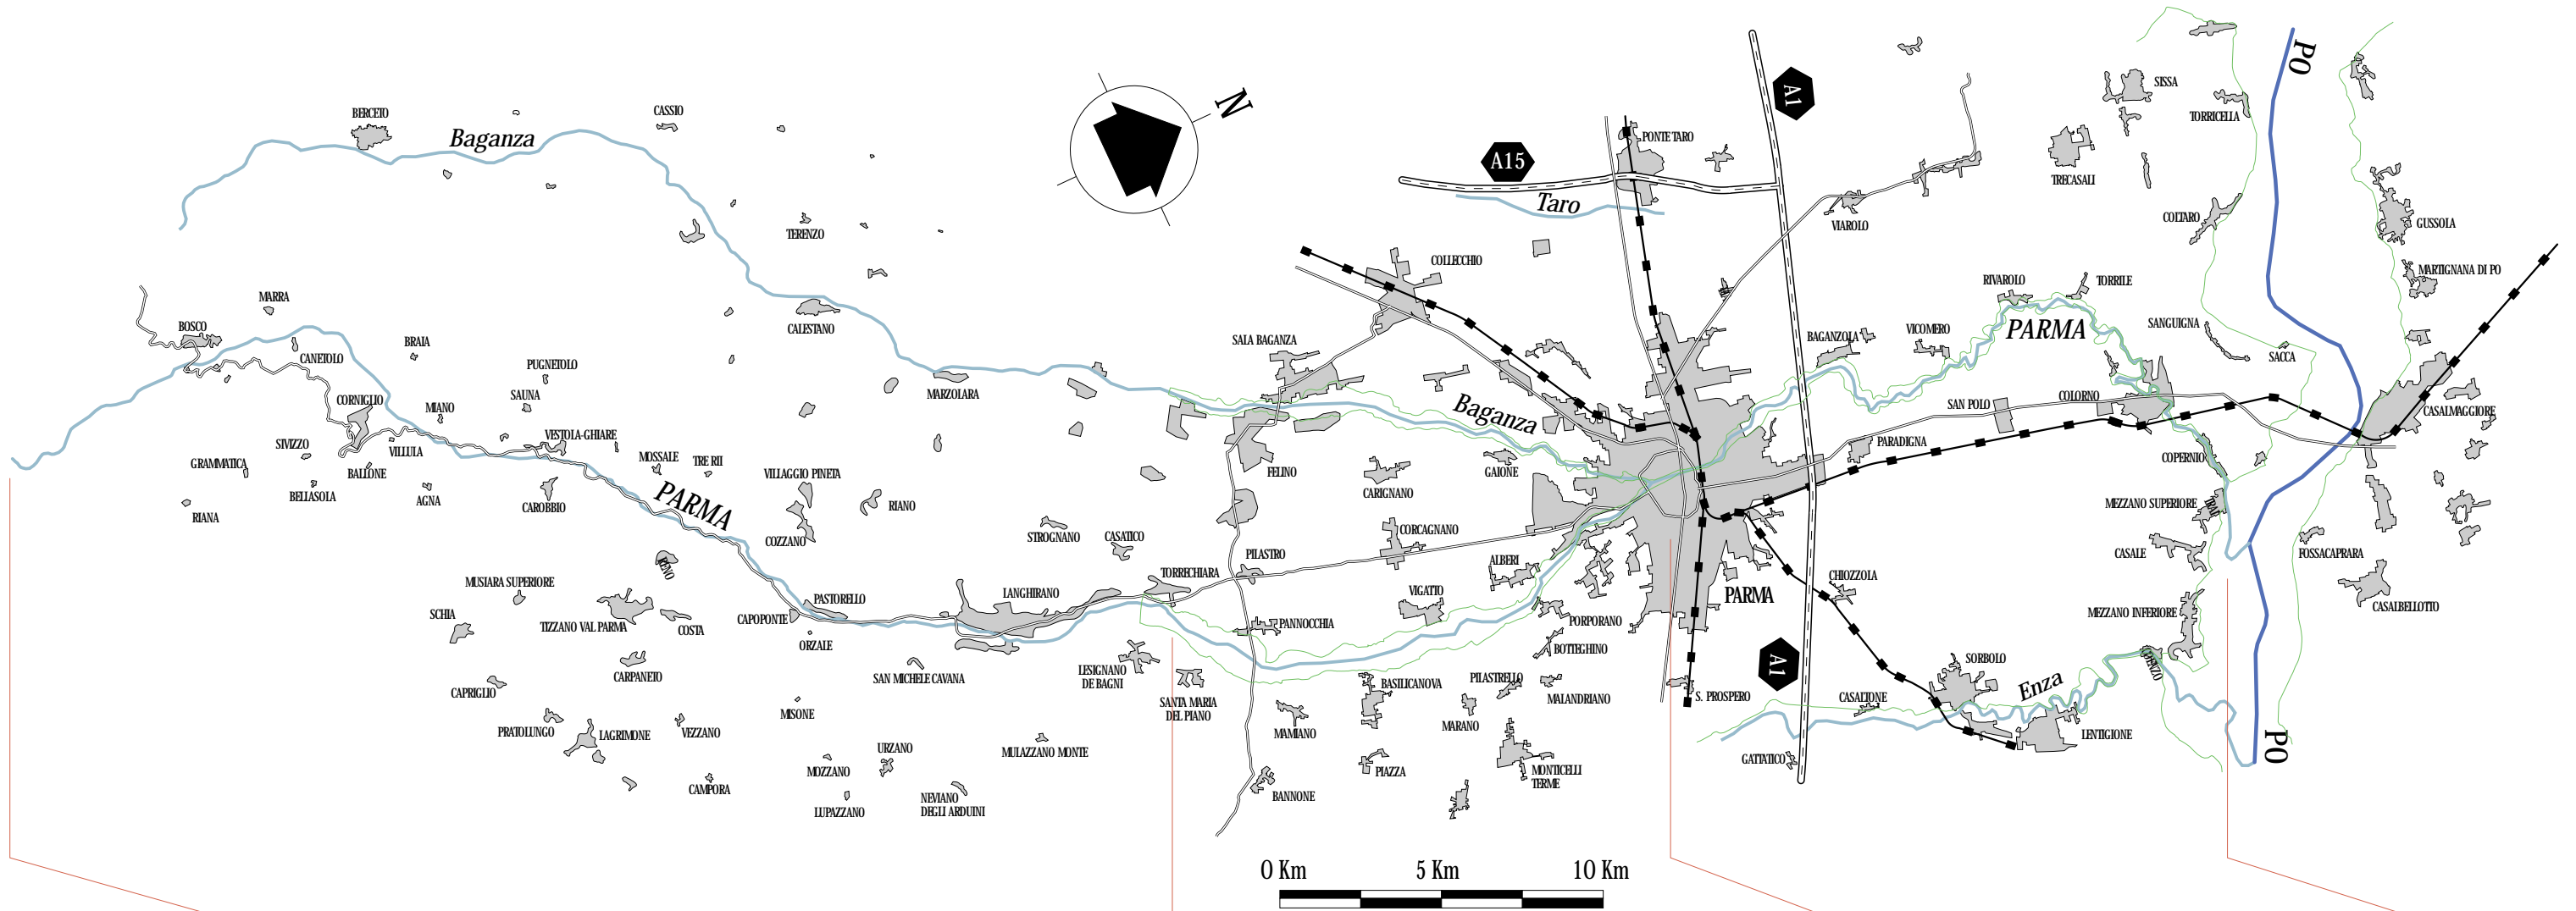 BERCETO
Baganza
CASSIO
TERENZO
CALESTANO
MARZOLARA
N
A15
A1
PONTE TARO
Taro
VIAROLO
COLLECCHIO
SALA BAGANZA
Baganza
FELINO
CARIGNANO
GAIONE
CORCAGNANO
SISSA
TORRICELLA
TRECASALI
COLTARO
PO
GUSSOLA
MARTIGNANA DI PO
RIVAROLO
TORRILE
PARMA
SANGUIGNA
SACCA
BAGANZOLA
VICOMERO
SAN POLO
COLORNO
PARADIGNA
COPERNIO
CASALMAGGIORE
MEZZANO SUPERIORE
CASALE
FOSSACAPRARA
CASALBELLOTTO
MEZZANO INFERIORE
MARRA
BOSCO
CANETOLO
BRAIA
PUGNETOLO
SAUNA
CORNIGLIO
MIANO
SIVIZZO
VILLULA
VESTOLA-GHIARE
GRAMMATICA
BALLONE
BELLASOLA
AGNA
CAROBBIO
MOSSALE
TRE RII
RIANA
PARMA
VILLAGGIO PINETA
RIANO
COZZANO
STROGNANO
CASATICO
PILASTRO
RENO
MUSIARA SUPERIORE
SCHIA
TIZZANO VAL PARMA
COSTA
CAPOPONTE
PASTORELLO
ORZALE
LANGHIRANO
TORRECHIARA
PANNOCCHIA
VIGATTO
ALBERI
PORPORANO
BOTTEGHINO
PARMA
CHIOZZOLA
CARPANETO
CAPRIGLIO
PRATOLUNGO
LAGRIMONE
VEZZANO
CAMPORA
SAN MICHELE CAVANA
MISONE
MOZZANO
URZANO
LUPAZZANO
NEVIANO
DEGLI ARDUINI
MULAZZANO MONTE
LESIGNANO
DE BAGNI
SANTA MARIA
DEL PIANO
MAMIANO
BANNONE
BASILICANOVA
PIAZZA
PILASTRELLO
MARANO
MALANDRIANO
MONTICELLI
TERME
S. PROSPERO
A1
CASALTONE
GATTATICO
SORBOLO
Enza
LENTIGIONE
PO
0 Km
5 Km
10 Km